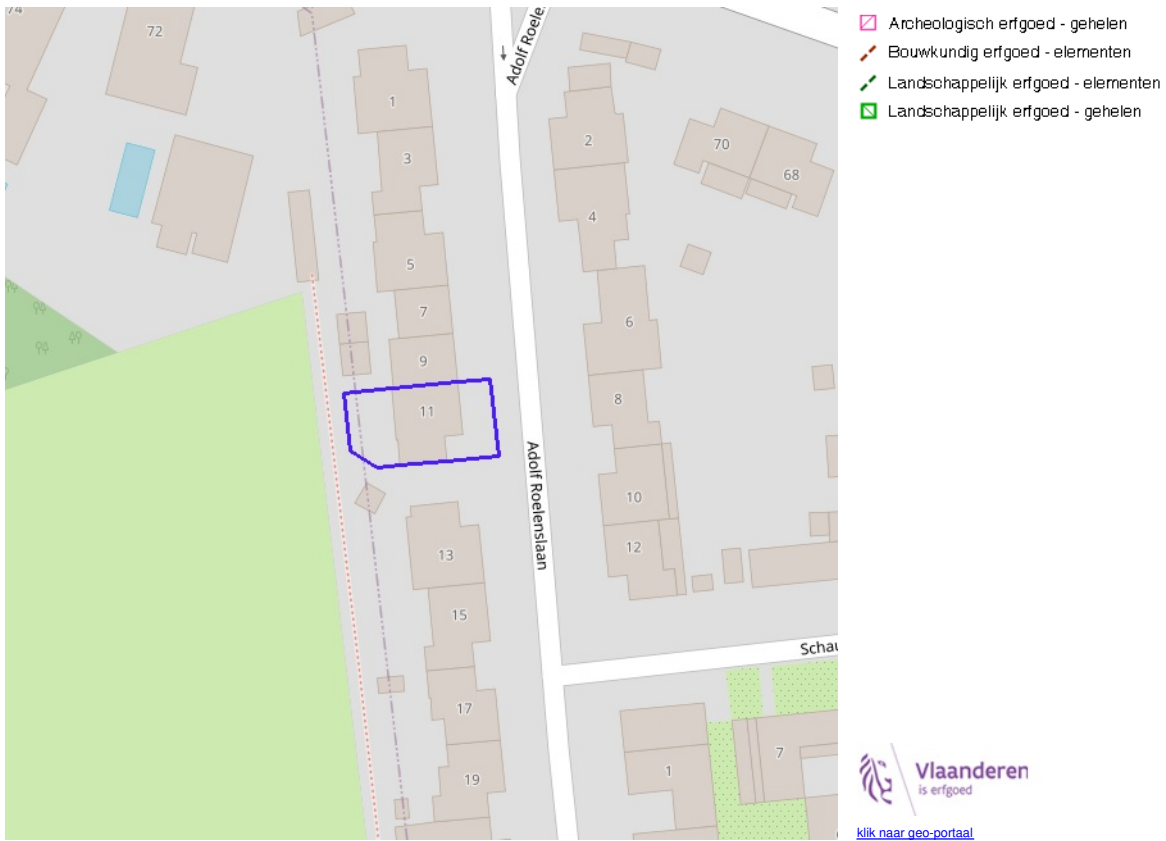 74
72
Adolf Roele
1
3
5
7
9
11
13
15
17
19
2
4
6
8
10
12
70
68
Adolf Roelenslaan
Schau
1
7
Archeologisch erfgoed - gehelen
Bouwkundig erfgoed - elementen
Landschappelijk erfgoed - elementen
Landschappelijk erfgoed - gehelen
Vlaanderen
is erfgoed
klik naar geo-portaal